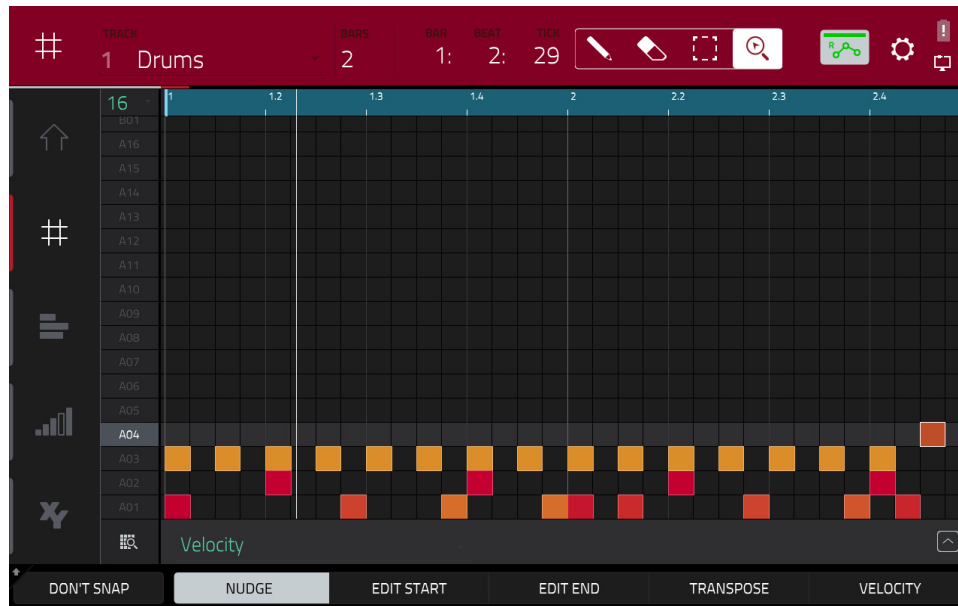 TRACK BARS BAR BEAT TICK
1 Drums 2 1: 2: 29
R
!
16 1 1.2 1.3 1.4 2 2.2 2.3 2.4
B01
A16
A15
A14
A13
A12
A11
A10
A09
A08
A07
A06
A05
A04
A03
A02
A01
XY
Velocity
DON'T SNAP NUDGE EDIT START EDIT END TRANSPOSE VELOCITY